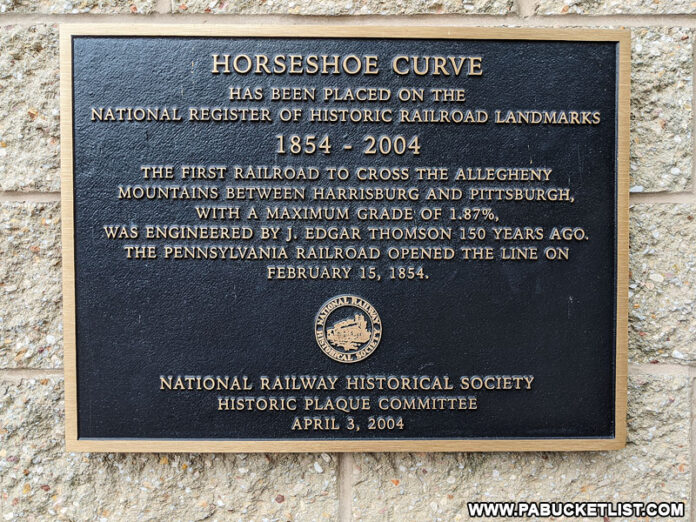 HORSESHOE CURVE
HAS BEEN PLACED ON THE
NATIONAL REGISTER OF HISTORIC RAILROAD LANDMARKS
1854 - 2004
THE FIRST RAILROAD TO CROSS THE ALLEGHENY
MOUNTAINS BETWEEN HARRISBURG AND PITTSBURGH,
WITH A MAXIMUM GRADE OF 1.87%,
WAS ENGINEERED BY J. EDGAR THOMSON 150 YEARS AGO.
THE PENNSYLVANIA RAILROAD OPENED THE LINE ON
FEBRUARY 15, 1854.
NATIONAL RAILWAY
HISTORICAL SOCIETY
NATIONAL RAILWAY HISTORICAL SOCIETY
HISTORIC PLAQUE COMMITTEE
APRIL 3, 2004
WWW.PABUCKETLIST.COM